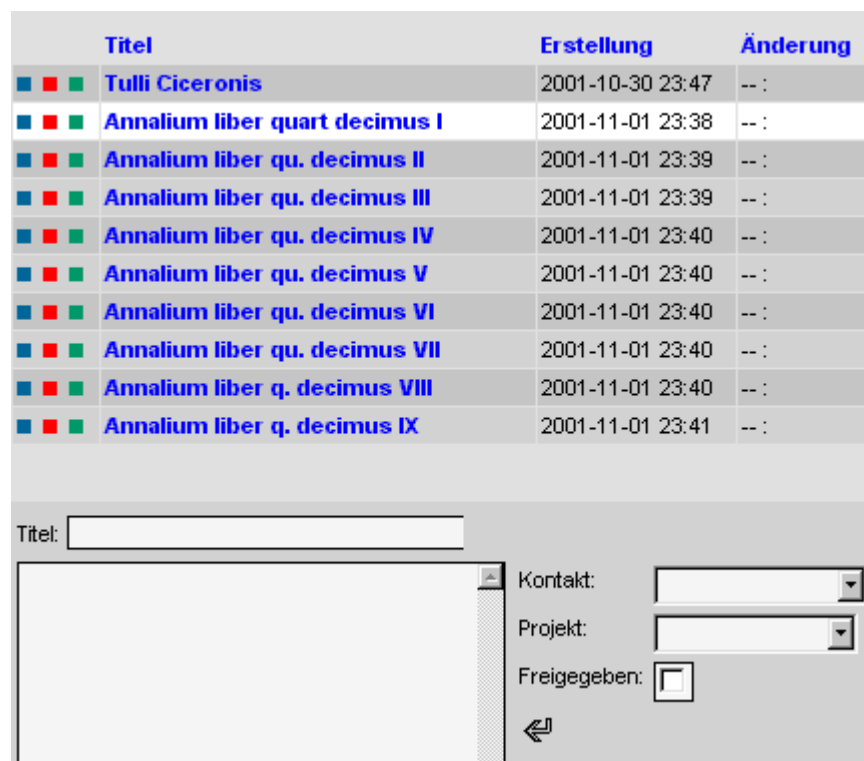 Titel Erstellung Änderung
Tulli Ciceronis 2001-10-30 23:47 -- :
Annalium liber quart decimus I 2001-11-01 23:38 -- :
Annalium liber qu. decimus II 2001-11-01 23:39 -- :
Annalium liber qu. decimus III 2001-11-01 23:39 -- :
Annalium liber qu. decimus IV 2001-11-01 23:40 -- :
Annalium liber qu. decimus V 2001-11-01 23:40 -- :
Annalium liber qu. decimus VI 2001-11-01 23:40 -- :
Annalium liber qu. decimus VII 2001-11-01 23:40 -- :
Annalium liber q. decimus VIII 2001-11-01 23:40 -- :
Annalium liber q. decimus IX 2001-11-01 23:41 -- :
Titel:
Kontakt:
Projekt:
Freigegeben: